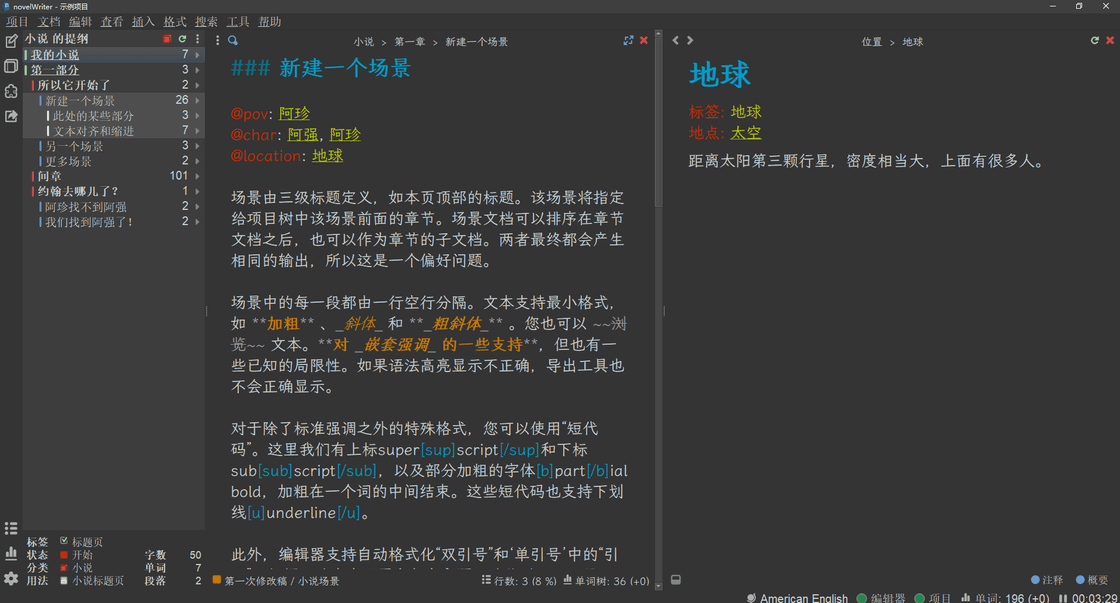 novelWriter - 示例项目
项目 文档 编辑 查看 插入 格式 搜索 工具 帮助
小说 的提纲
我的小说 7
第一部分 3
所以它开始了 2
新建一个场景 26
此处的某些部分 3
文本对齐和缩进 7
另一个场景 3
更多场景 2
间章 101
约翰去哪儿了? 1
阿珍找不到阿强 2
我们找到阿强了! 2
标签 标题页
状态 开始 字数 50
分类 小说 单词 7
用法 小说标题页 段落 2
小说 > 第一章 > 新建一个场景
### 新建一个场景
@pov: 阿珍
@char: 阿强, 阿珍
@location: 地球
场景由三级标题定义，如本页顶部的标题。该场景将指定
给项目树中该场景前面的章节。场景文档可以排序在章节
文档之后，也可以作为章节的子文档。两者最终都会产生
相同的输出，所以这是一个偏好问题。
场景中的每一段都由一行空行分隔。文本支持最小格式，
如 **加粗** 、_斜体_ 和 **_粗斜体_** 。您也可以 ~~浏
览~~ 文本。**对 _嵌套强调_ 的一些支持**，但也有一
些已知的局限性。如果语法高亮显示不正确，导出工具也
不会正确显示。
对于除了标准强调之外的特殊格式，您可以使用“短代
码”。这里我们有上标super[sup]script[/sup]和下标
sub[sub]script[/sub]，以及部分加粗的字体[b]part[/b]ial
bold，加粗在一个词的中间结束。这些短代码也支持下划
线[u]underline[/u]。
此外，编辑器支持自动格式化“双引号”和‘单引号’中的“引
第一次修改稿 / 小说场景 行数: 3 (8 %) 单词树: 36 (+0)
位置 > 地球
地球
标签: 地球
地点: 太空
距离太阳第三颗行星，密度相当大，上面有很多人。
注释 概要
American English 编辑器 项目 单词: 196 (+0) 00:03:29